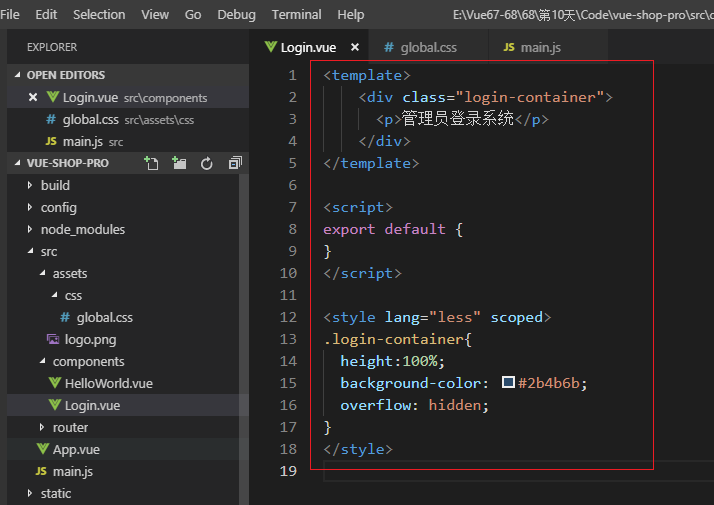 File Edit Selection View Go Debug Terminal Help E:\Vue67-68\68\第10天\Code\vue-shop-pro\src\c
EXPLORER
OPEN EDITORS
Login.vue src\components
global.css src\assets\css
main.js src
VUE-SHOP-PRO
build
config
node_modules
src
assets
css
global.css
logo.png
components
HelloWorld.vue
Login.vue
router
App.vue
main.js
static
Login.vue global.css main.js
1 <template>
2 <div class="login-container">
3 <p>管理员登录系统</p>
4 </div>
5 </template>
6
7 <script>
8 export default {
9 }
10 </script>
11
12 <style lang="less" scoped>
13 .login-container{
14 height:100%;
15 background-color: #2b4b6b;
16 overflow: hidden;
17 }
18 </style>
19